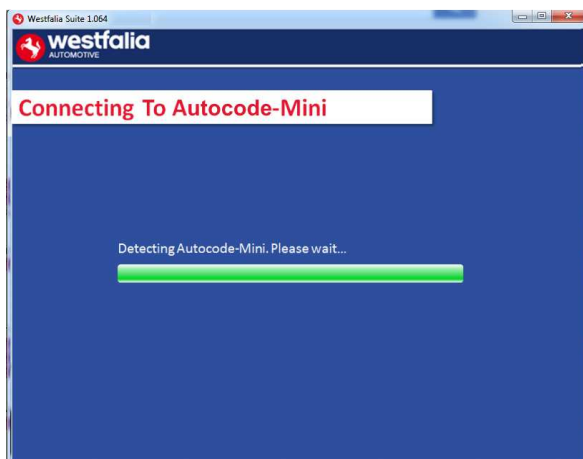 Westfalia Suite 1.064
westfalia
AUTOMOTIVE
Connecting To Autocode-Mini
Detecting Autocode-Mini. Please wait...